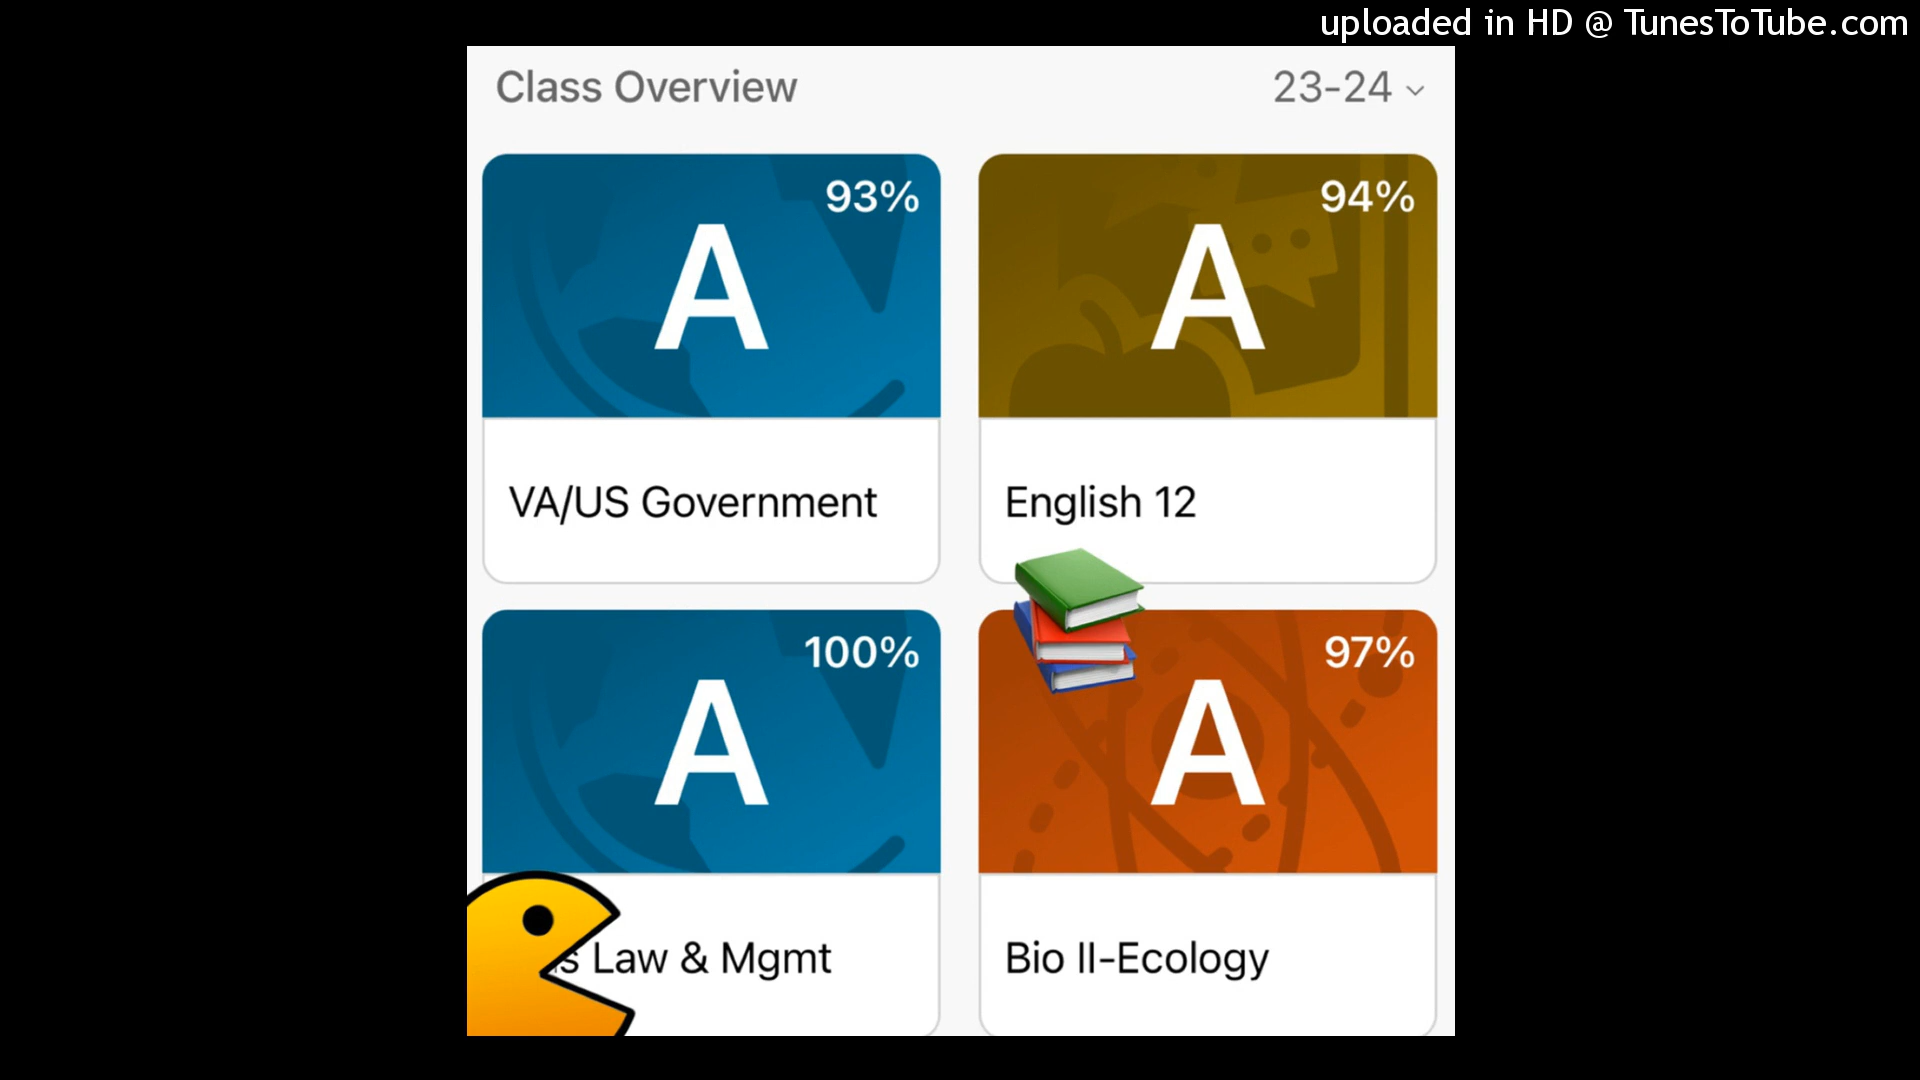 uploaded in HD @ TunesToTube.com
Class Overview
23-24
93%
A
VA/US Government
94%
A
English 12
100%
A
Law & Mgmt
97%
A
Bio II-Ecology